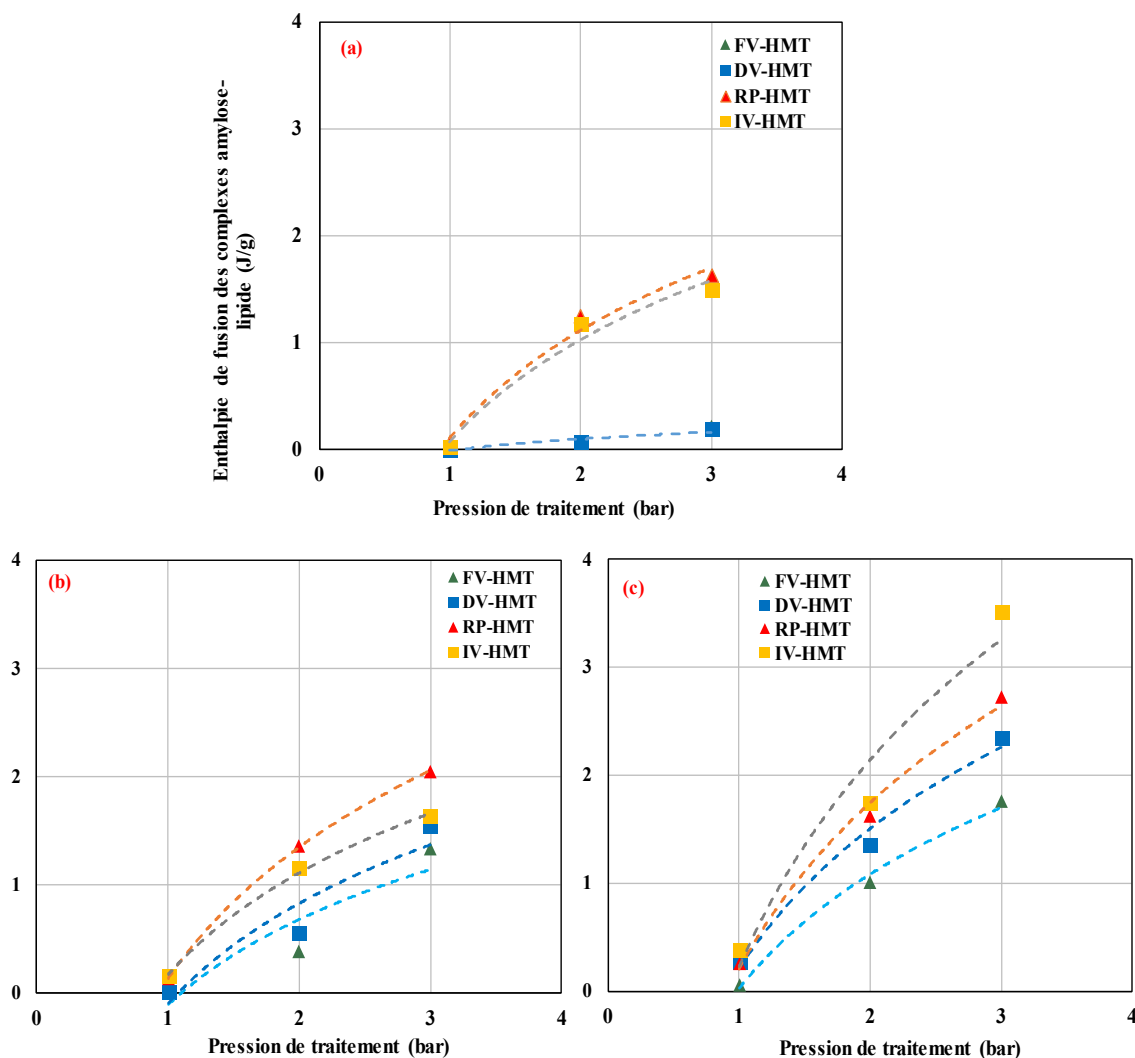 (a)
FV-HMT
DV-HMT
RP-HMT
IV-HMT
Enthalpie de fusion des complexes amylose-
lipide (J/g)
4
3
2
1
0
0 1 2 3 4
Pression de traitement (bar)
(b)
FV-HMT
DV-HMT
RP-HMT
IV-HMT
4
3
2
1
0
0 1 2 3 4
Pression de traitement (bar)
(c)
FV-HMT
DV-HMT
RP-HMT
IV-HMT
4
3
2
1
0
0 1 2 3 4
Pression de traitement (bar)